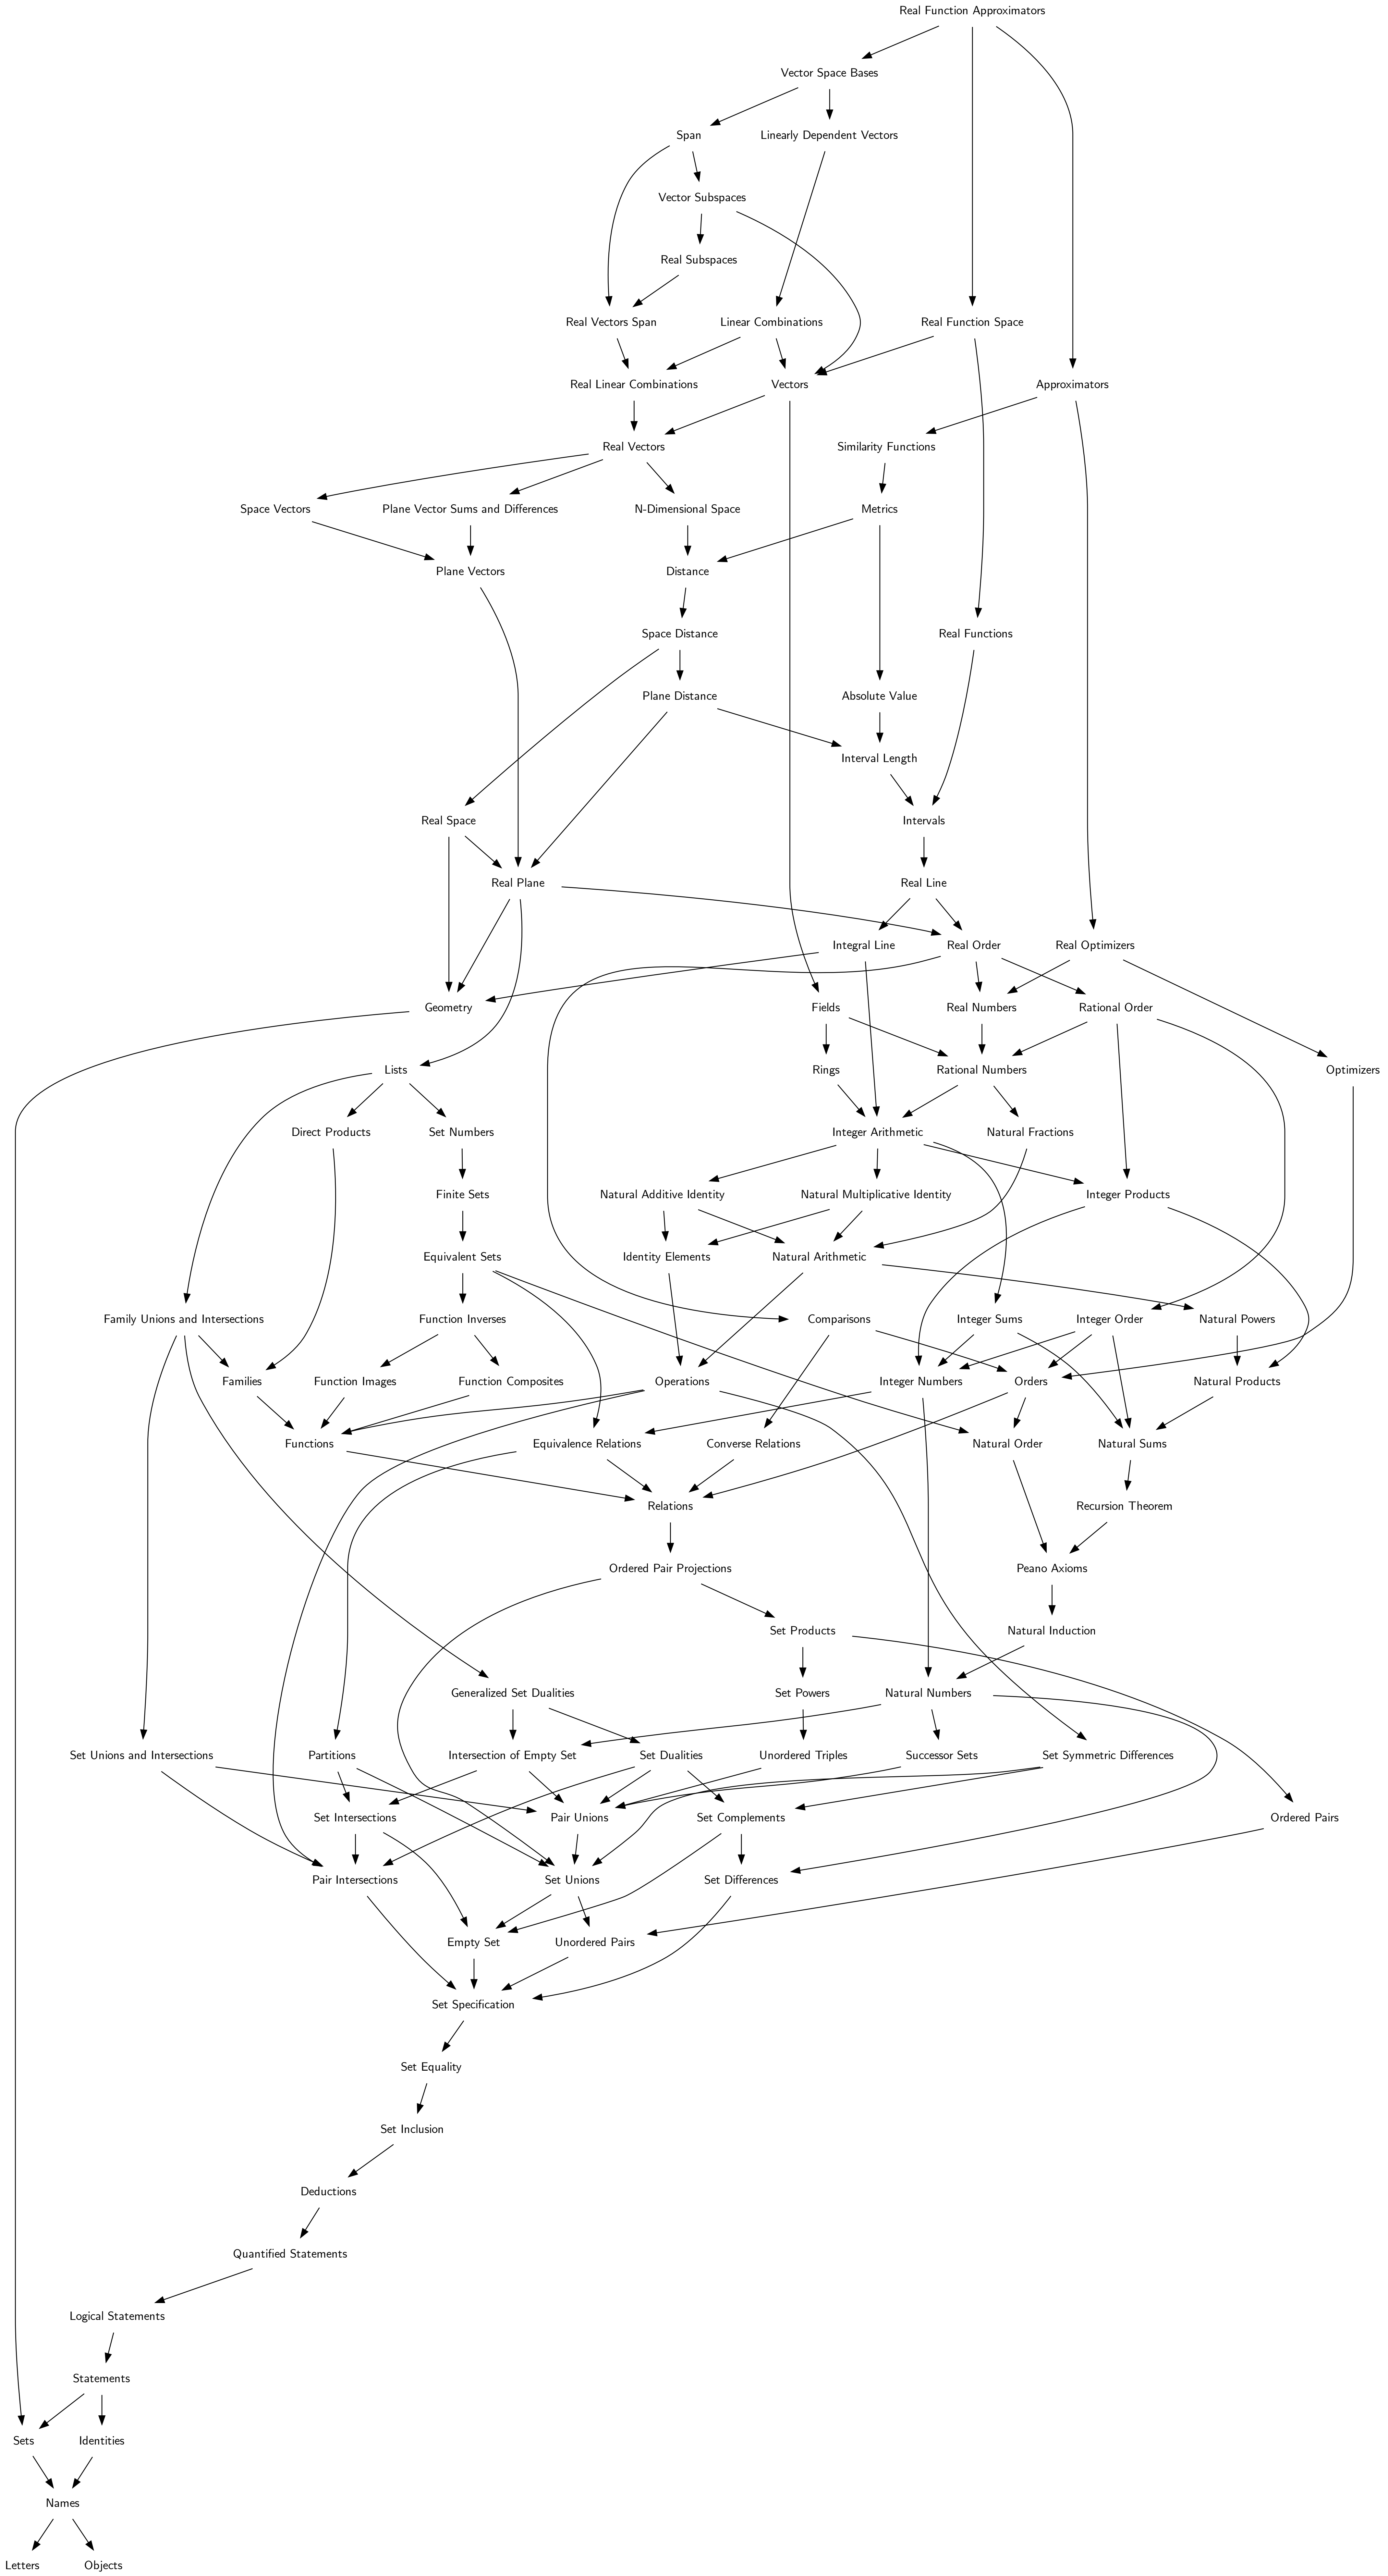 Real Function Approximators
Vector Space Bases
Span
Linearly Dependent Vectors
Vector Subspaces
Real Subspaces
Real Vectors Span
Linear Combinations
Real Function Space
Real Linear Combinations
Vectors
Approximators
Real Vectors
Similarity Functions
Space Vectors
Plane Vector Sums and Differences
N-Dimensional Space
Metrics
Plane Vectors
Distance
Space Distance
Real Functions
Plane Distance
Absolute Value
Interval Length
Real Space
Intervals
Real Plane
Real Line
Integral Line
Real Order
Real Optimizers
Geometry
Fields
Real Numbers
Rational Order
Lists
Rings
Rational Numbers
Optimizers
Direct Products
Set Numbers
Integer Arithmetic
Natural Fractions
Finite Sets
Natural Additive Identity
Natural Multiplicative Identity
Integer Products
Equivalent Sets
Identity Elements
Natural Arithmetic
Family Unions and Intersections
Function Inverses
Comparisons
Integer Sums
Integer Order
Natural Powers
Families
Function Images
Function Composites
Operations
Integer Numbers
Orders
Natural Products
Functions
Equivalence Relations
Converse Relations
Natural Order
Natural Sums
Relations
Recursion Theorem
Ordered Pair Projections
Peano Axioms
Set Products
Natural Induction
Generalized Set Dualities
Set Powers
Natural Numbers
Set Unions and Intersections
Partitions
Intersection of Empty Set
Set Dualities
Unordered Triples
Successor Sets
Set Symmetric Differences
Set Intersections
Pair Unions
Set Complements
Ordered Pairs
Pair Intersections
Set Unions
Set Differences
Empty Set
Unordered Pairs
Set Specification
Set Equality
Set Inclusion
Deductions
Quantified Statements
Logical Statements
Statements
Sets
Identities
Names
Letters
Objects